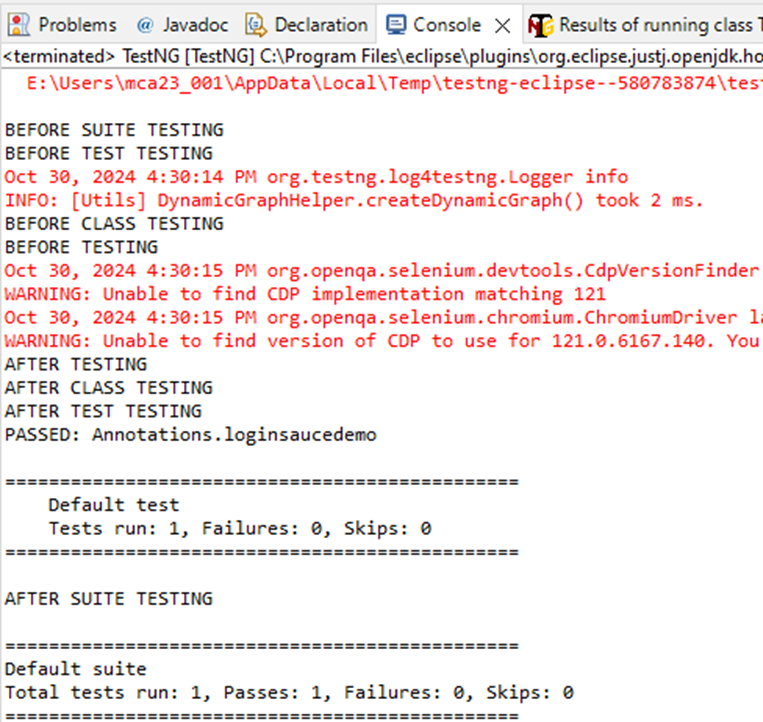 Problems @ Javadoc Declaration Console Results of running class T
<terminated> TestNG [TestNG] C:\Program Files\eclipse\plugins\org.eclipse.justj.openjdk.ho
E:\Users\mca23_001\AppData\Local\Temp\testng-eclipse--580783874\test
BEFORE SUITE TESTING
BEFORE TEST TESTING
Oct 30, 2024 4:30:14 PM org.testng.log4testng.Logger info
INFO: [Utils] DynamicGraphHelper.createDynamicGraph() took 2 ms.
BEFORE CLASS TESTING
BEFORE TESTING
Oct 30, 2024 4:30:15 PM org.openqa.selenium.devtools.CdpVersionFinder
WARNING: Unable to find CDP implementation matching 121
Oct 30, 2024 4:30:15 PM org.openqa.selenium.chromium.ChromiumDriver la
WARNING: Unable to find version of CDP to use for 121.0.6167.140. You
AFTER TESTING
AFTER CLASS TESTING
AFTER TEST TESTING
PASSED: Annotations.loginsaucedemo
===============================================
Default test
Tests run: 1, Failures: 0, Skips: 0
===============================================
AFTER SUITE TESTING
===============================================
Default suite
Total tests run: 1, Passes: 1, Failures: 0, Skips: 0
===============================================